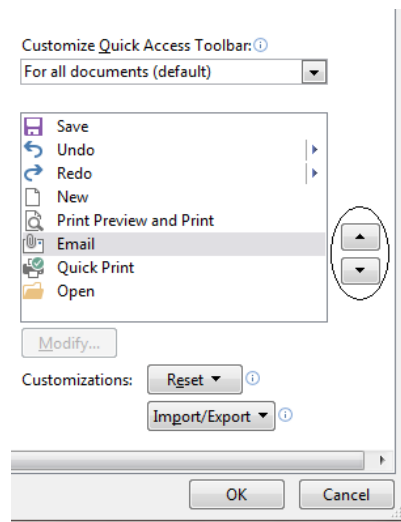 Customize Quick Access Toolbar:
For all documents (default)
Save
Undo
Redo
New
Print Preview and Print
Email
Quick Print
Open
Modify...
Customizations: Reset
Import/Export
OK Cancel